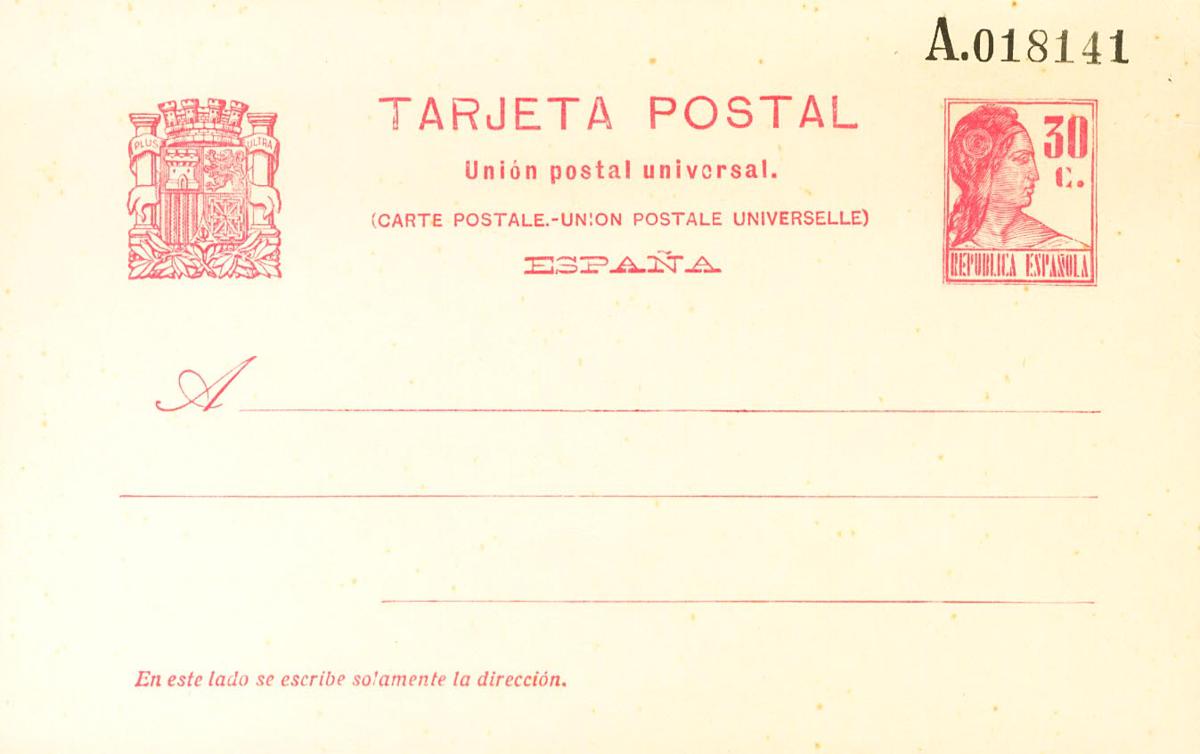 A.018141
TARJETA POSTAL
Unión postal universal.
(CARTE POSTALE.-UNION POSTALE UNIVERSELLE)
ESPAÑA
PLUS ULTRA
30
C.
REPUBLICA ESPAÑOLA
A
En este lado se escribe solamente la dirección.